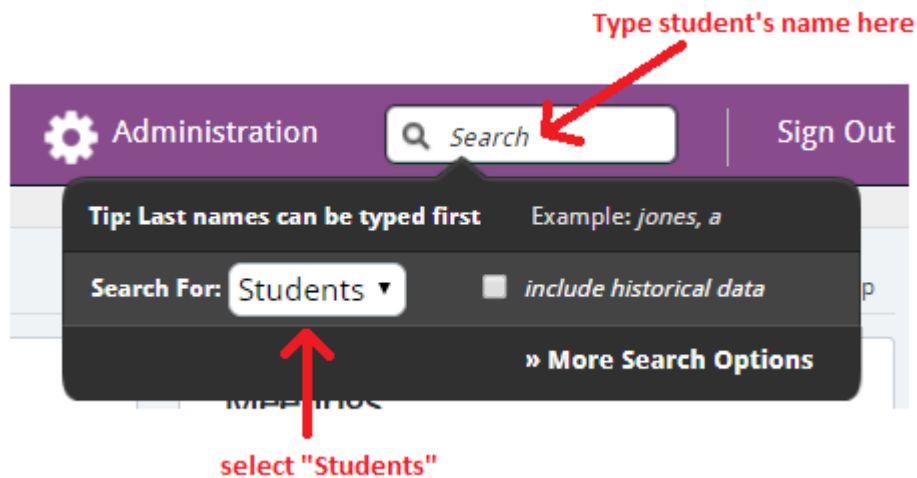 Type student's name here
Administration
Search
Sign Out
Tip: Last names can be typed first Example: jones, a
Search For: Students ▼ include historical data p
» More Search Options
select "Students"